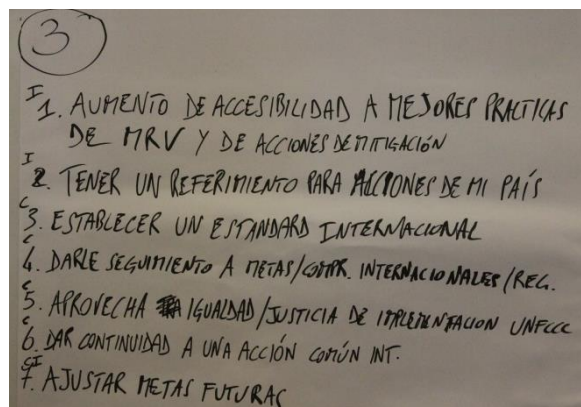 3
I
1. AUMENTO DE ACCESIBILIDAD A MEJORES PRACTICAS
DE MRV Y DE ACCIONES DE MITIGACIÓN
I
2. TENER UN REFERIMIENTO PARA ACCIONES DE MI PAÍS
C
3. ESTABLECER UN ESTANDARD INTERNACIONAL
C
4. DARLE SEGUIMIENTO A METAS/COMPR. INTERNACIONALES/REG.
C
5. APROVECHA IGUALDAD/JUSTICIA DE IMPLEMENTACION UNFCCC
C
6. DAR CONTINUIDAD A UNA ACCIÓN COMÚN INT.
CI
7. AJUSTAR METAS FUTURAS